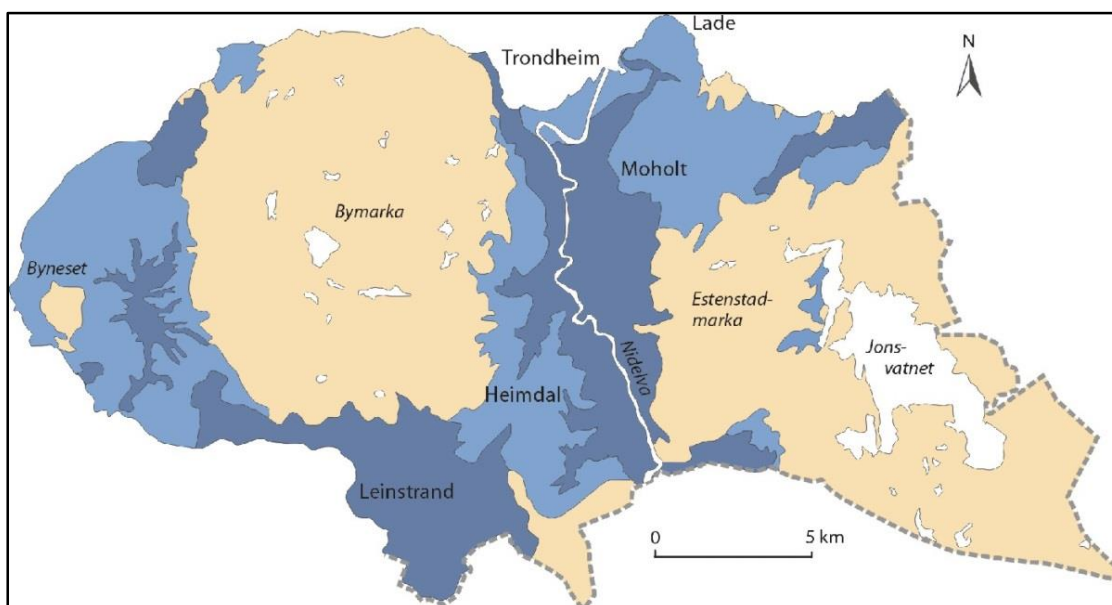 Lade
Trondheim
N
Moholt
Bymarka
Byneset
Estenstad-
marka
Jons-
vatnet
Nidelva
Heimdal
Leinstrand
0
5 km